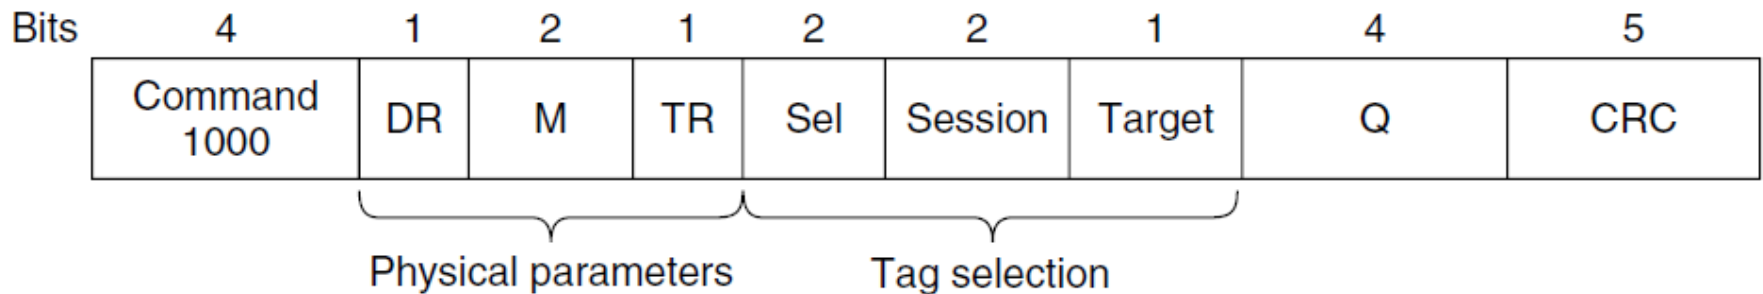 Bits 4 1 2 1 2 2 1 4 5
Command 1000 DR M TR Sel Session Target Q CRC
Physical parameters Tag selection